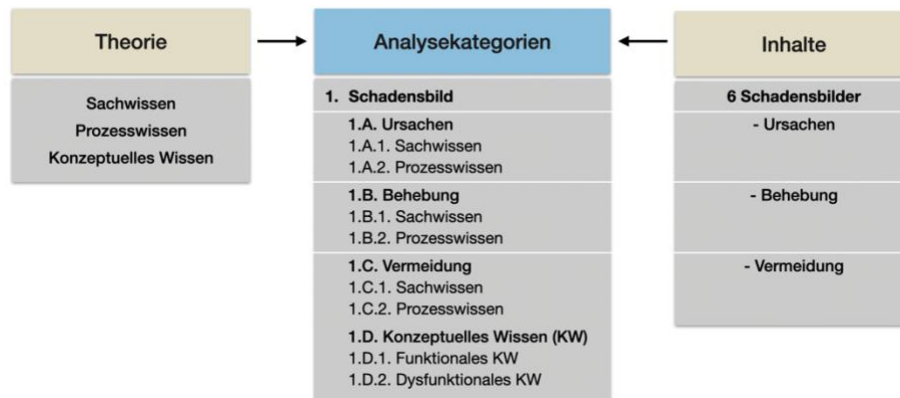 Theorie
Sachwissen
Prozesswissen
Konzeptuelles Wissen
Analysekategorien
1. Schadensbild
1.A. Ursachen
1.A.1. Sachwissen
1.A.2. Prozesswissen
1.B. Behebung
1.B.1. Sachwissen
1.B.2. Prozesswissen
1.C. Vermeidung
1.C.1. Sachwissen
1.C.2. Prozesswissen
1.D. Konzeptuelles Wissen (KW)
1.D.1. Funktionales KW
1.D.2. Dysfunktionales KW
Inhalte
6 Schadensbilder
- Ursachen
- Behebung
- Vermeidung